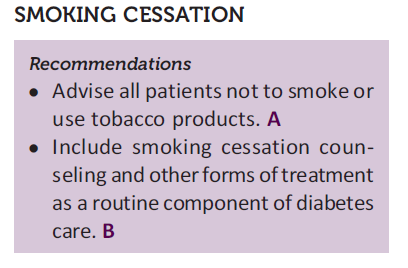 SMOKING CESSATION
Recommendations
● Advise all patients not to smoke or
use tobacco products. A
● Include smoking cessation coun-
seling and other forms of treatment
as a routine component of diabetes
care. B